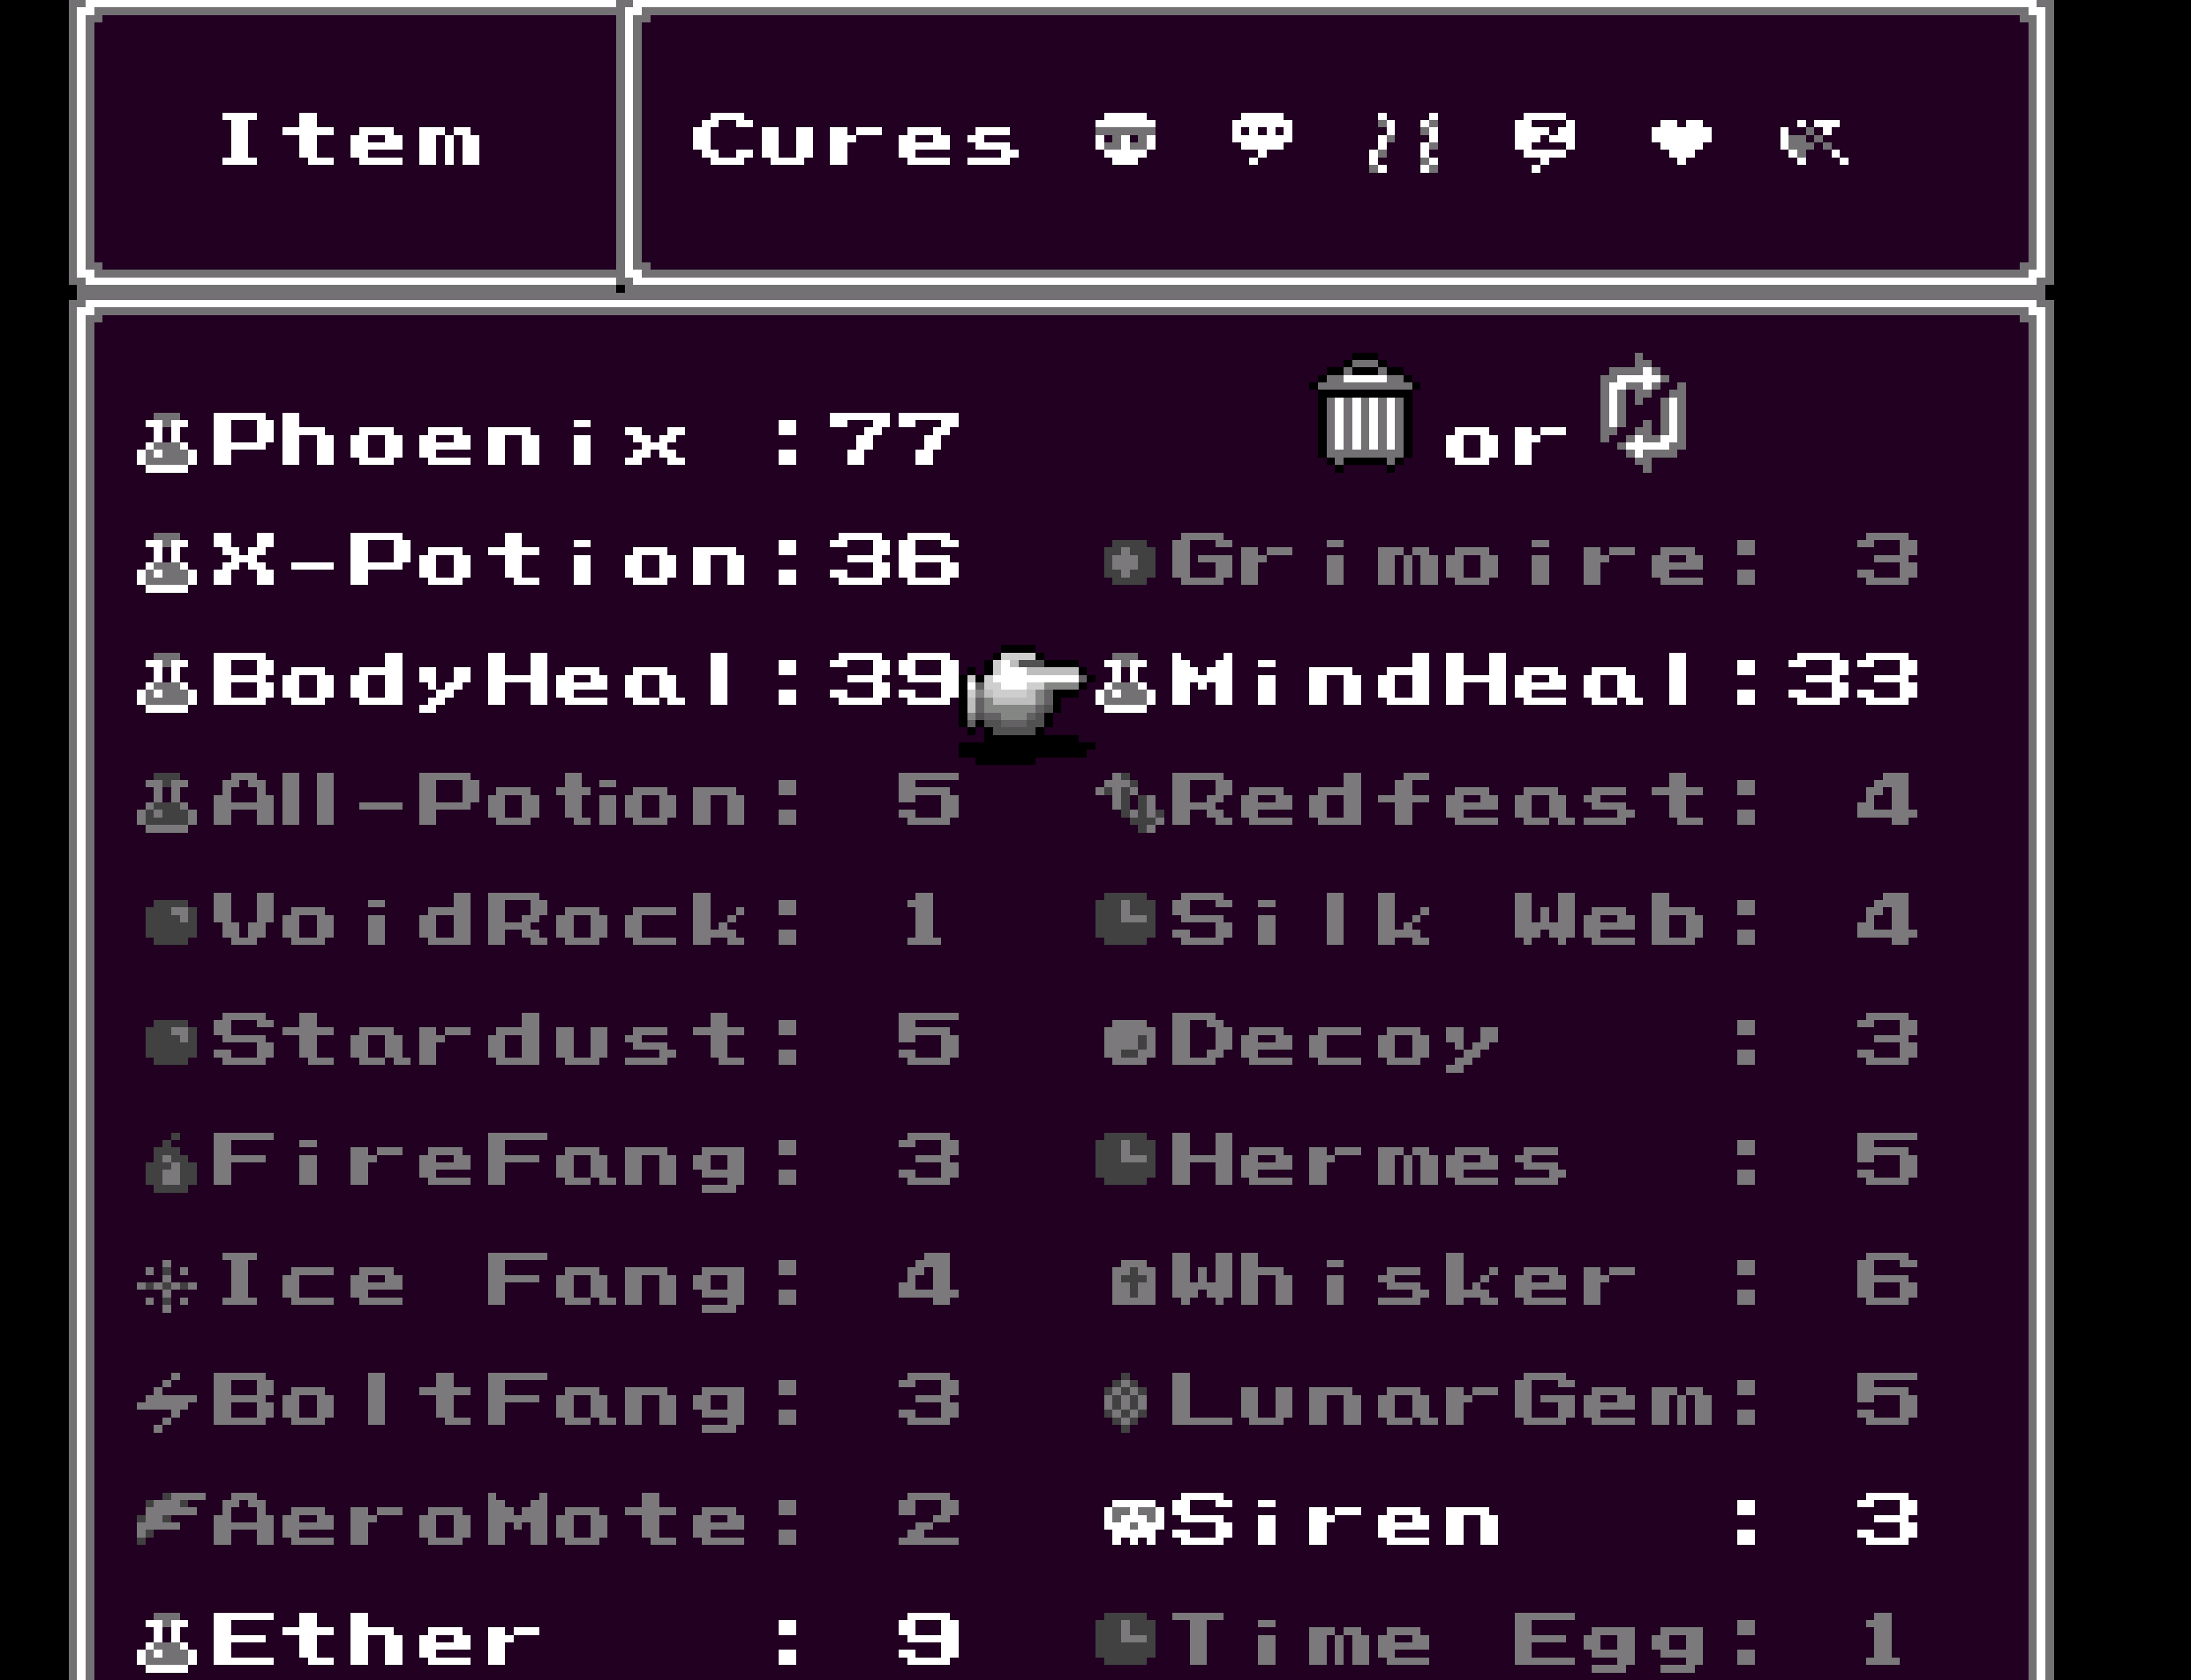 Item
Cures
Phoenix :77 or
X-Potion:36 Grimoire: 3
BodyHeal:39 MindHeal:33
All-Potion: 5 Redfeast: 4
VoidRock: 1 Silk Web: 4
Stardust: 5 Decoy : 3
FireFang: 3 Hermes : 5
Ice Fang: 4 Whisker : 6
BoltFang: 3 LunarGem: 5
AeroMote: 2 Siren : 3
Ether : 9 Time Egg: 1